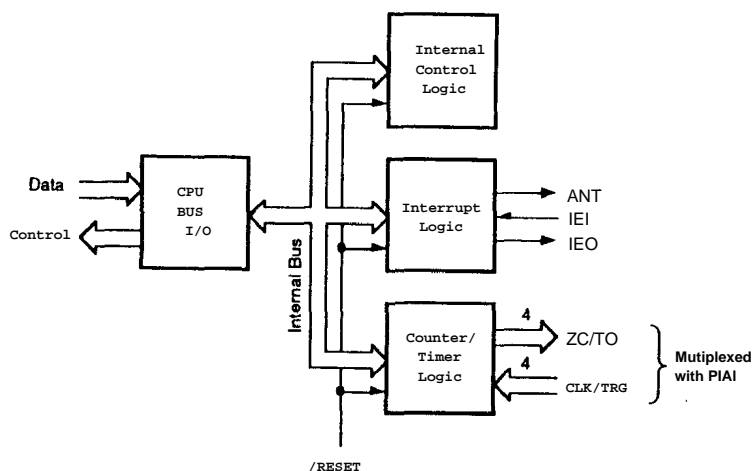 Internal
Control
Logic
Data
CPU
BUS
I/O
Control
Interrupt
Logic
ANT
IEI
IEO
Internal Bus
Counter/
Timer
Logic
4
ZC/TO
4
CLK/TRG
Mutiplexed
with PIAI
/RESET